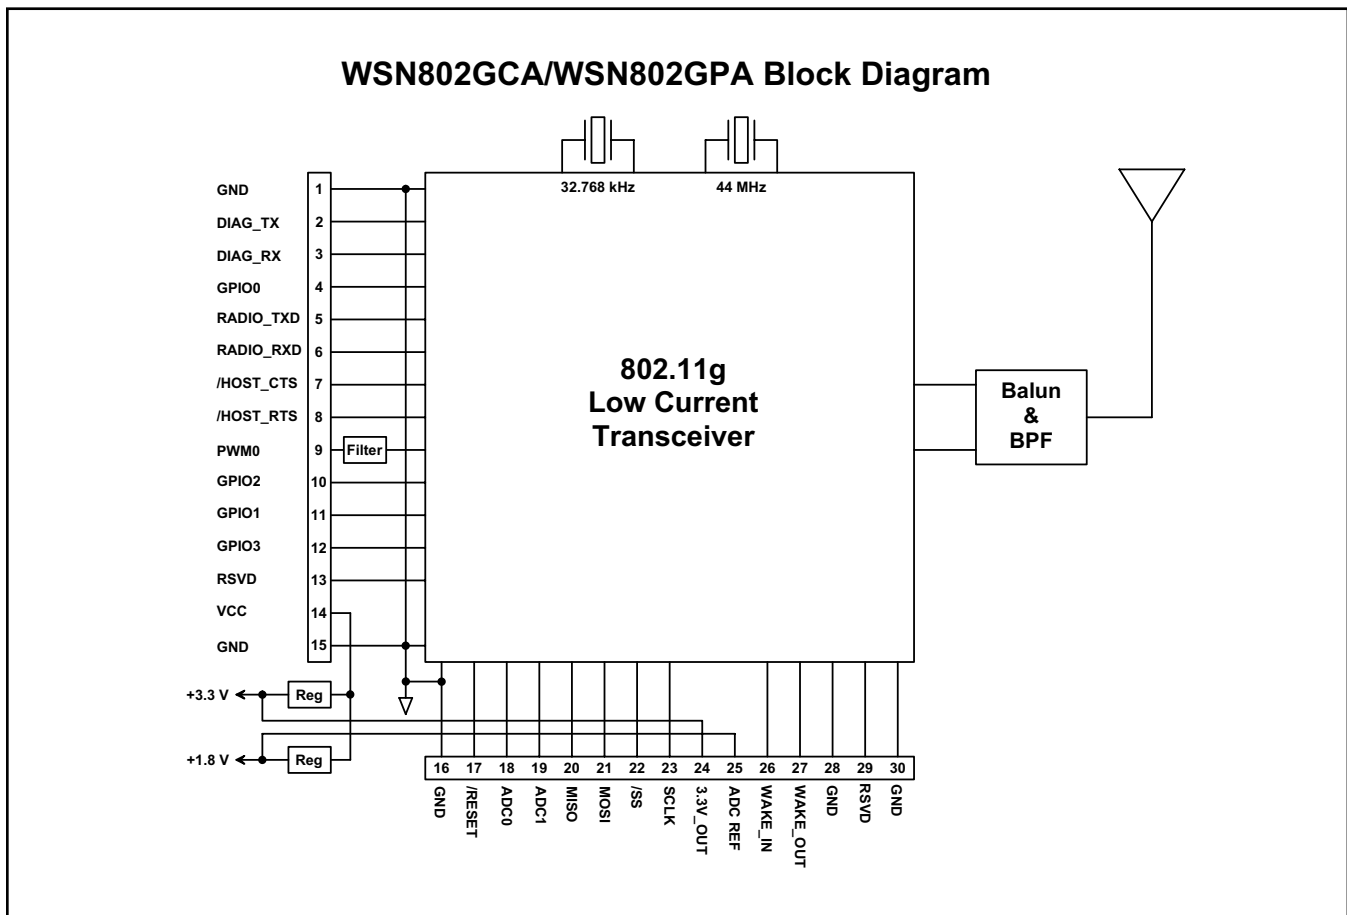 WSN802GCA/WSN802GPA Block Diagram
32.768 kHz
44 MHz
GND 1
DIAG_TX 2
DIAG_RX 3
GPIO0 4
RADIO_TXD 5
RADIO_RXD 6
/HOST_CTS 7
/HOST_RTS 8
PWM0 9 Filter
GPIO2 10
GPIO1 11
GPIO3 12
RSVD 13
VCC 14
GND 15
802.11g
Low Current
Transceiver
Balun
&
BPF
+3.3 V Reg
+1.8 V Reg
16 17 18 19 20 21 22 23 24 25 26 27 28 29 30
GND
/RESET
ADC0
ADC1
MISO
MOSI
/SS
SCLK
3.3V_OUT
ADC REF
WAKE_IN
WAKE_OUT
GND
RSVD
GND